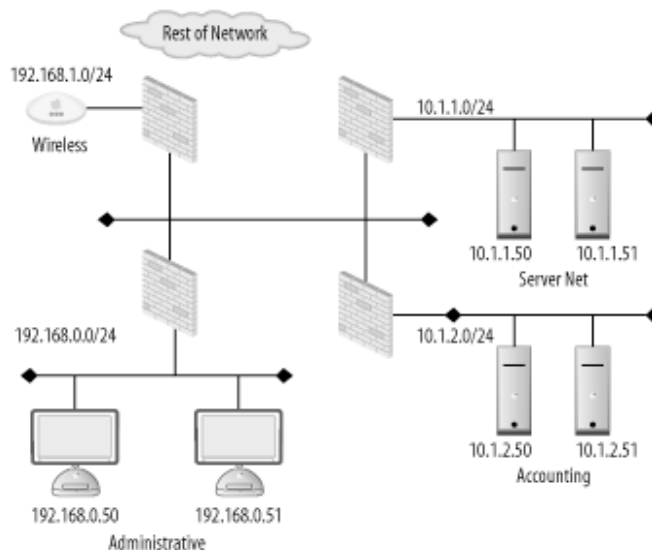 Rest of Network
192.168.1.0/24
Wireless
10.1.1.0/24
10.1.1.50
10.1.1.51
Server Net
192.168.0.0/24
10.1.2.0/24
10.1.2.50
10.1.2.51
Accounting
192.168.0.50
192.168.0.51
Administrative